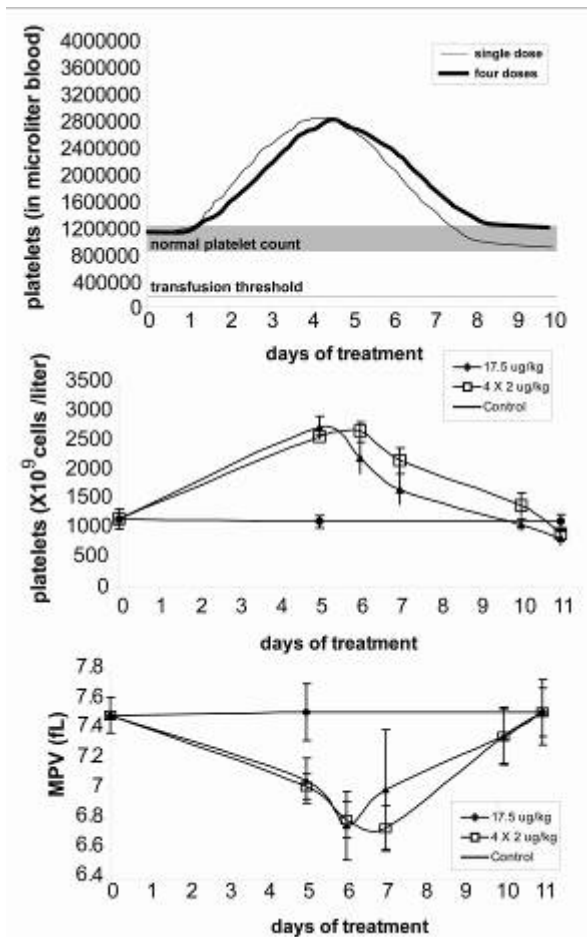 4000000
3600000
3200000
2800000
2400000
2000000
1600000
1200000
800000
400000
0
platelets (in microliter blood)
single dose
four doses
normal platelet count
transfusion threshold
0 1 2 3 4 5 6 7 8 9 10
days of treatment
3500
3000
2500
2000
1500
1000
500
0
platelets (X10⁹cells /liter)
17.5 ug/kg
4 X 2 ug/kg
Control
0 1 2 3 4 5 6 7 8 9 10 11
days of treatment
7.8
7.6
7.4
7.2
7
6.8
6.6
6.4
MPV (fL)
17.5 ug/kg
4 X 2 ug/kg
Control
0 1 2 3 4 5 6 7 8 9 10 11
days of treatment